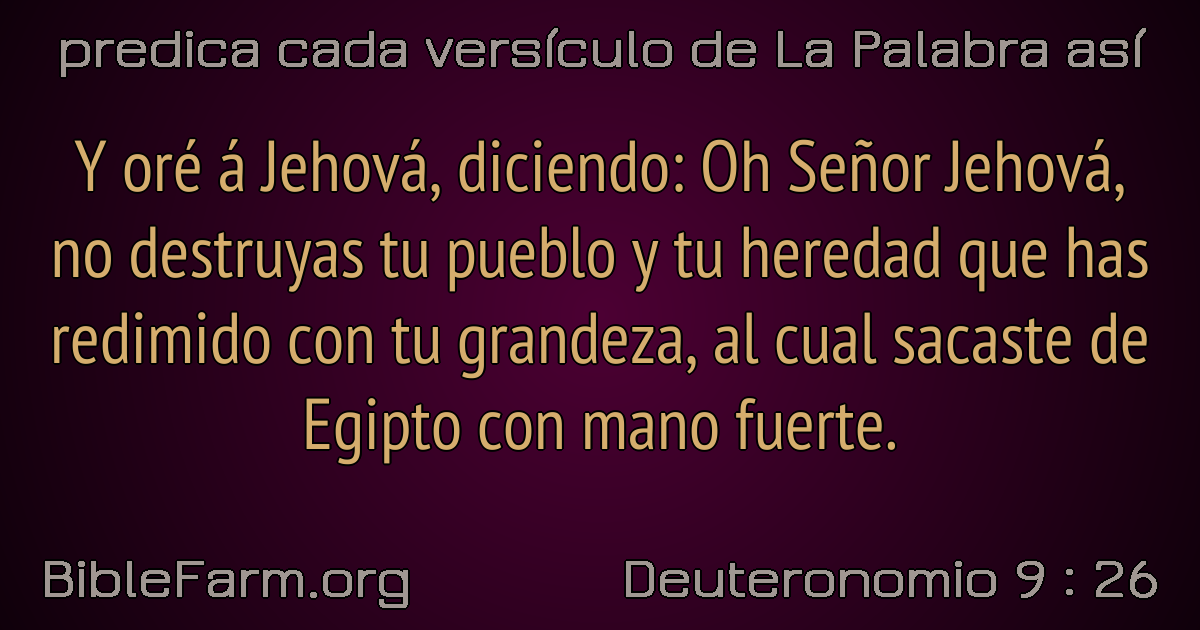 predica cada versículo de La Palabra así
Y oré á Jehová, diciendo: Oh Señor Jehová,
no destruyas tu pueblo y tu heredad que has
redimido con tu grandeza, al cual sacaste de
Egipto con mano fuerte.
BibleFarm.org
Deuteronomio 9 : 26